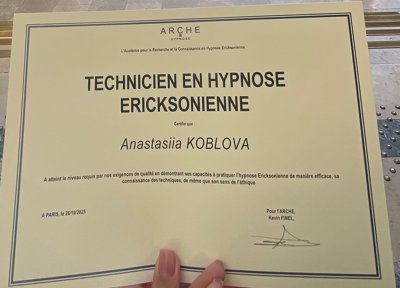 ARCHE
HYPNOSE
L'Académie pour la Recherche et la Connaissance en Hypnose Ericksonienne
TECHNICIEN EN HYPNOSE
ERICKSONIENNE
Certifie que :
Anastasiia KOBLOVA
A atteint le niveau requis par nos exigences de qualité en démontrant ses capacités à pratiquer l'hypnose Ericksonienne de manière efficace, sa
connaissance des techniques, de même que son sens de l'éthique
A PARIS, le 26/10/2025
Pour l'ARCHE,
Kevin FINEL,